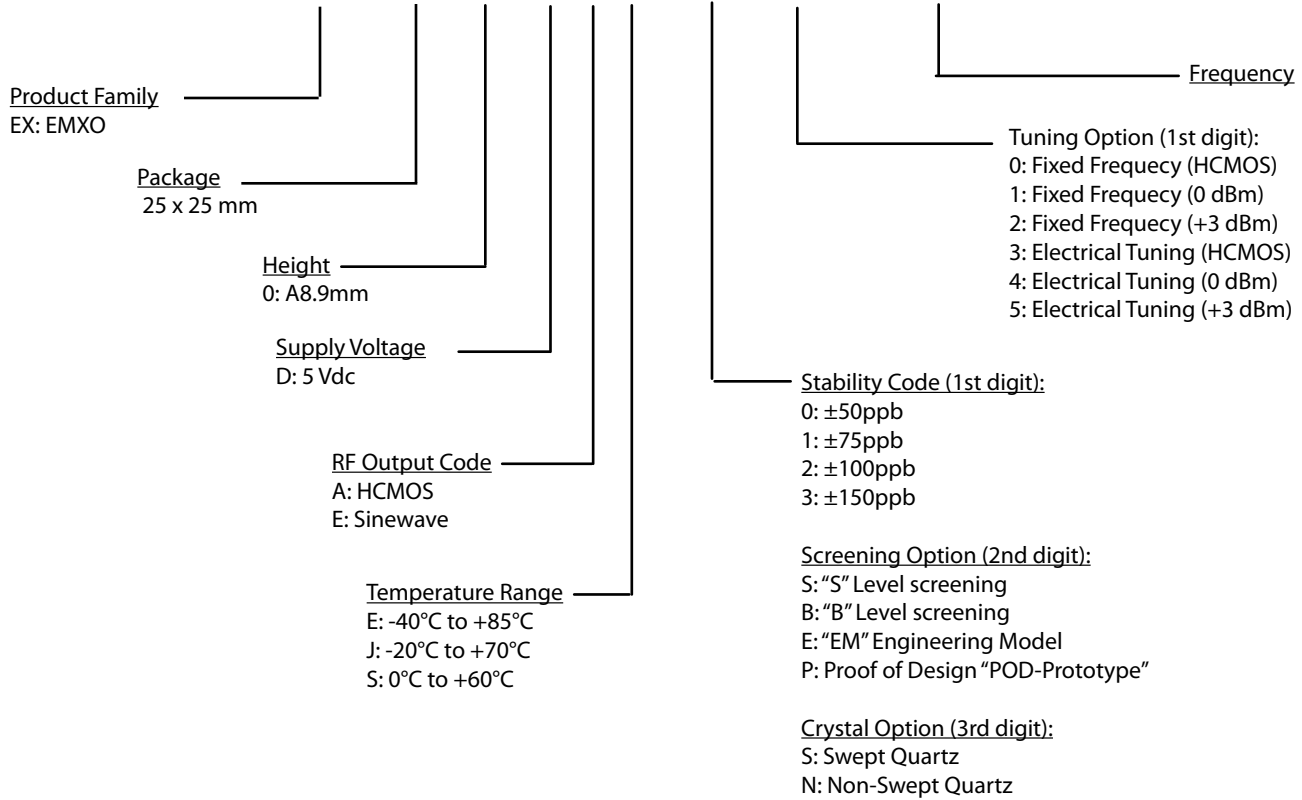 Product Family
EX: EMXO
Package
25 x 25 mm
Height
0: A8.9mm
Supply Voltage
D: 5 Vdc
RF Output Code
A: HCMOS
E: Sinewave
Temperature Range
E: -40°C to +85°C
J: -20°C to +70°C
S: 0°C to +60°C
Frequency
Tuning Option (1st digit):
0: Fixed Frequecy (HCMOS)
1: Fixed Frequecy (0 dBm)
2: Fixed Frequecy (+3 dBm)
3: Electrical Tuning (HCMOS)
4: Electrical Tuning (0 dBm)
5: Electrical Tuning (+3 dBm)
Stability Code (1st digit):
0: ±50ppb
1: ±75ppb
2: ±100ppb
3: ±150ppb
Screening Option (2nd digit):
S: “S” Level screening
B: “B” Level screening
E: “EM” Engineering Model
P: Proof of Design “POD-Prototype”
Crystal Option (3rd digit):
S: Swept Quartz
N: Non-Swept Quartz